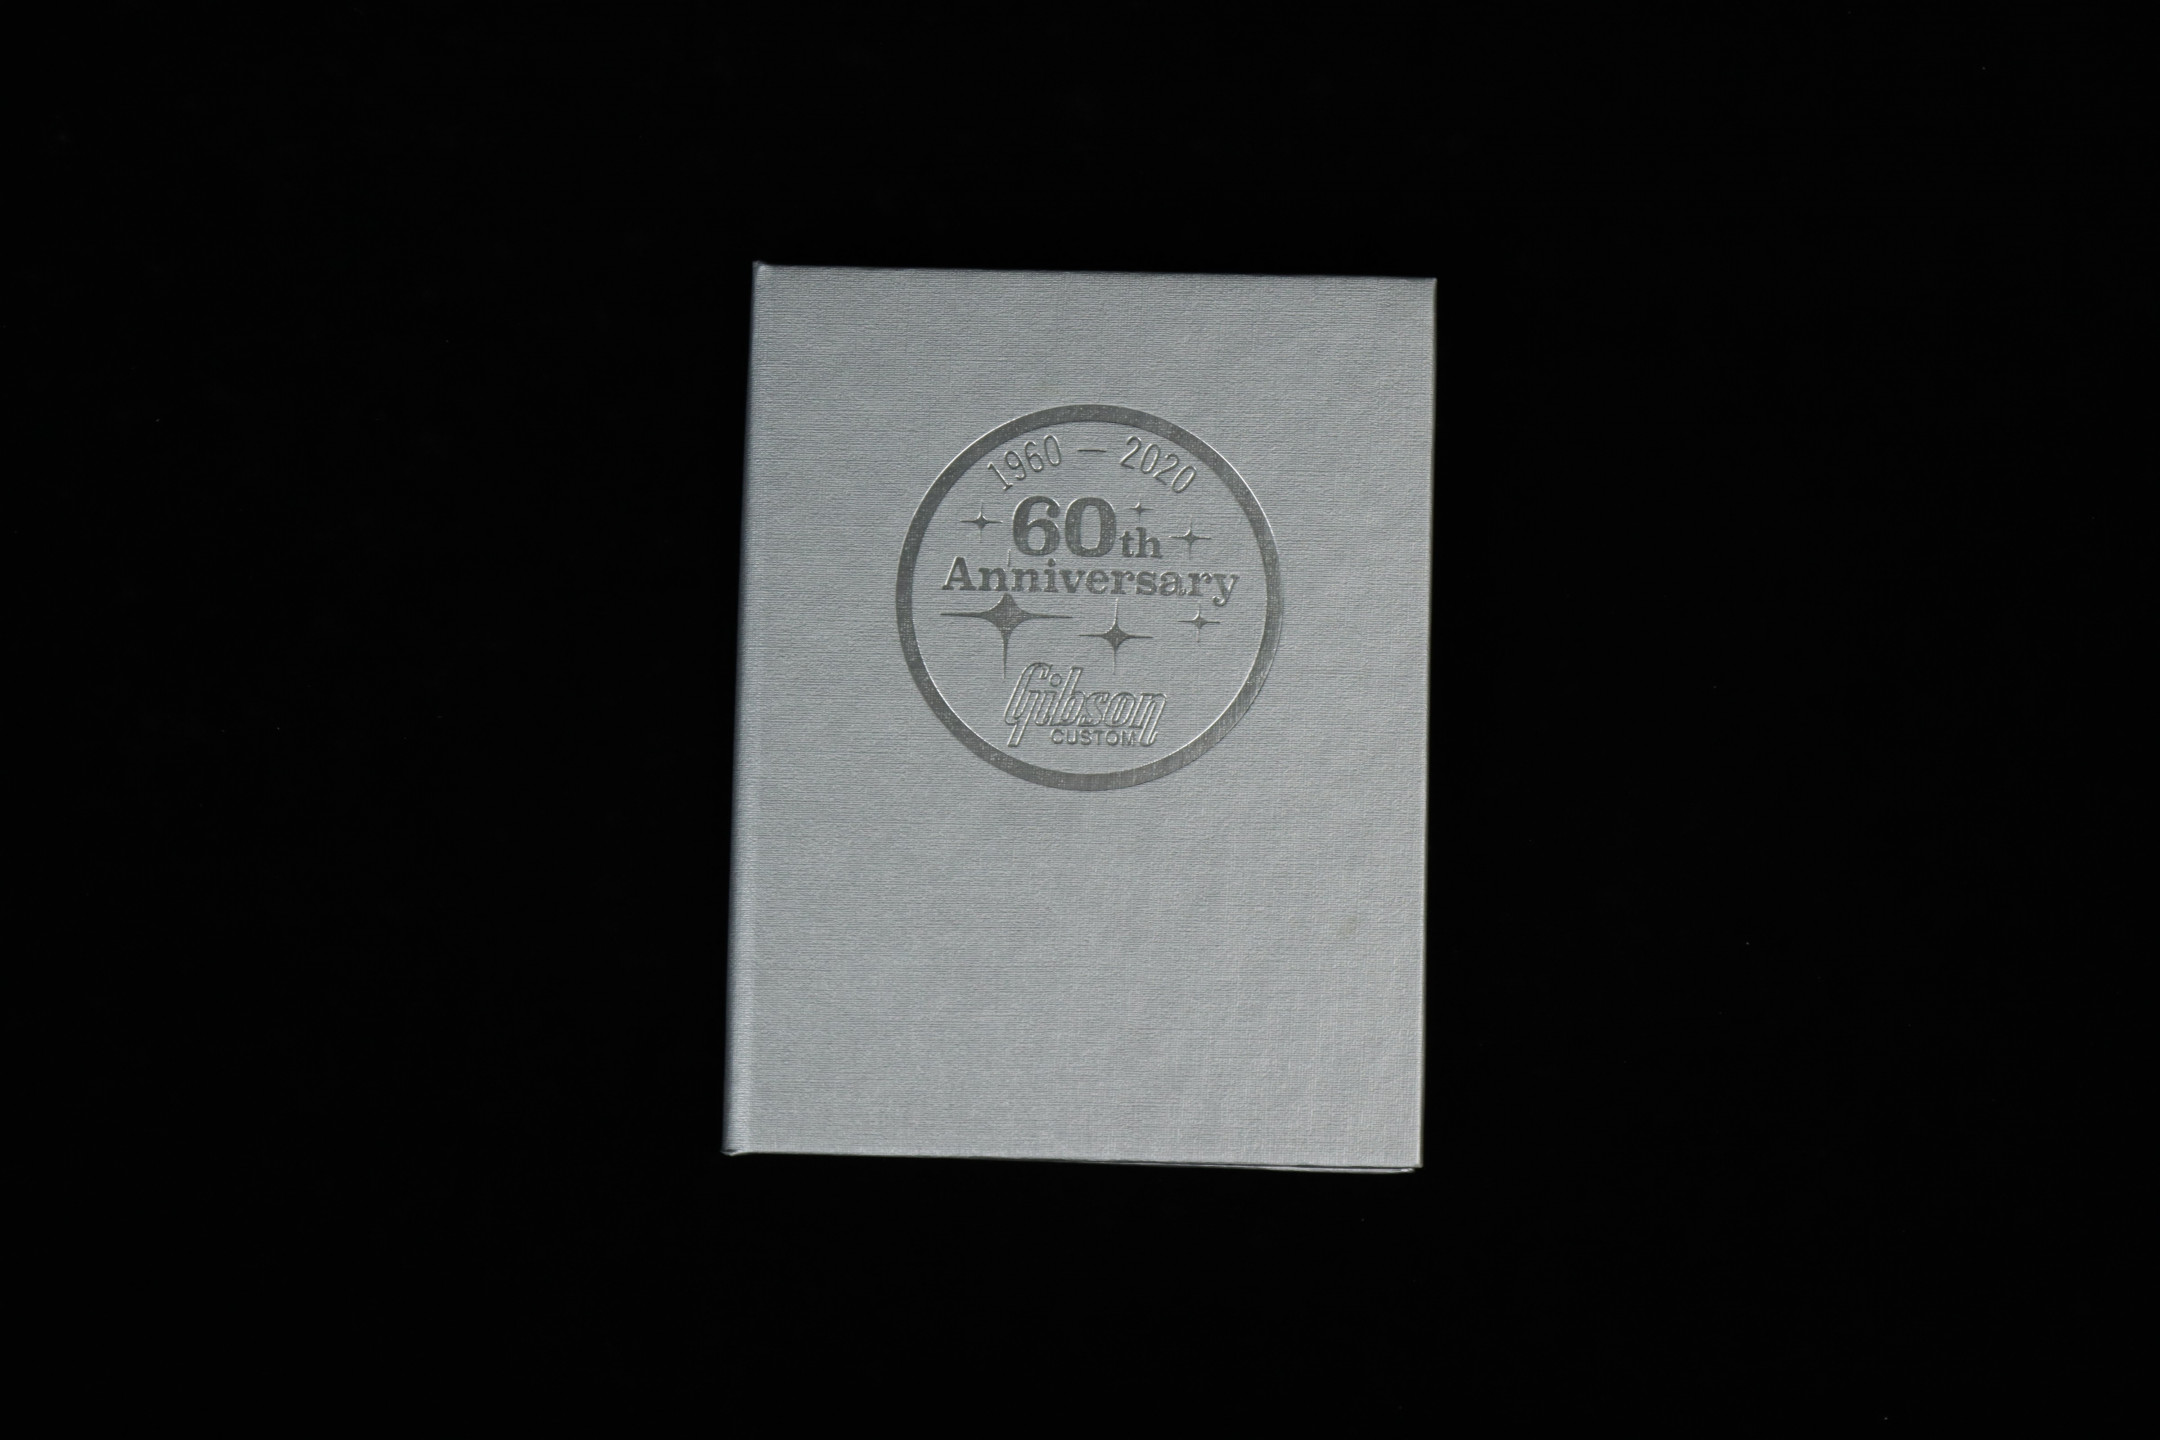 1960 — 2020
60th
Anniversary
Gibson
CUSTOM